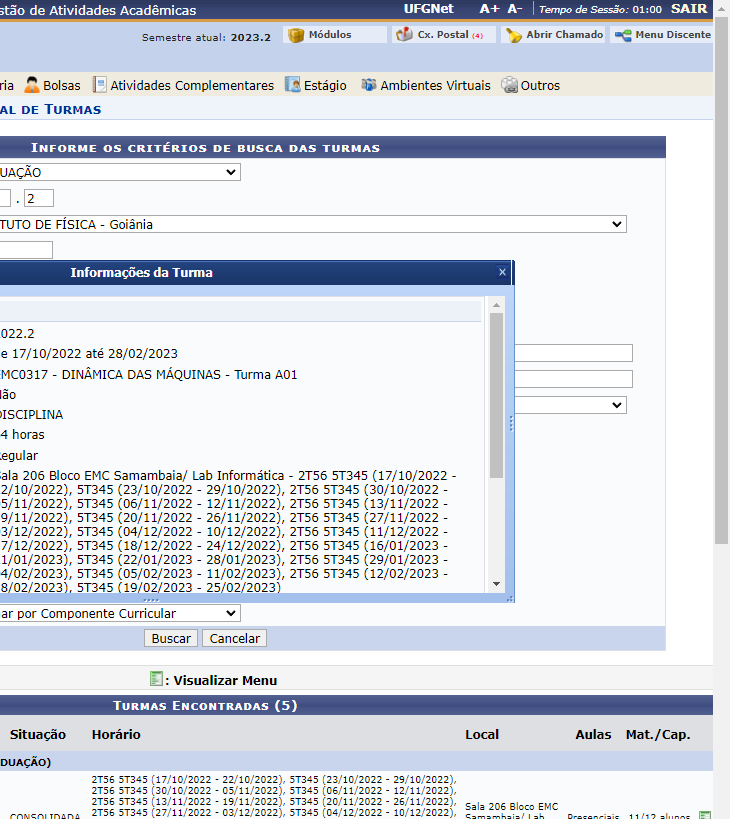 stão de Atividades Acadêmicas UFGNet A+ A- Tempo de Sessão: 01:00 SAIR
Semestre atual: 2023.2 Módulos Cx. Postal (4) Abrir Chamado Menu Discente
ria Bolsas Atividades Complementares Estágio Ambientes Virtuais Outros
AL DE TURMAS
INFORME OS CRITÉRIOS DE BUSCA DAS TURMAS
UAÇÃO
. 2
TUTO DE FÍSICA - Goiânia
Informações da Turma x
022.2
e 17/10/2022 até 28/02/2023
EMC0317 - DINÂMICA DAS MÁQUINAS - Turma A01
Não
DISCIPLINA
4 horas
Regular
Sala 206 Bloco EMC Samambaia/ Lab Informática - 2T56 5T345 (17/10/2022 -
2/10/2022), 5T345 (23/10/2022 - 29/10/2022), 2T56 5T345 (30/10/2022 -
5/11/2022), 5T345 (06/11/2022 - 12/11/2022), 2T56 5T345 (13/11/2022 -
9/11/2022), 5T345 (20/11/2022 - 26/11/2022), 2T56 5T345 (27/11/2022 -
3/12/2022), 5T345 (04/12/2022 - 10/12/2022), 2T56 5T345 (11/12/2022 -
7/12/2022), 5T345 (18/12/2022 - 24/12/2022), 2T56 5T345 (16/01/2023 -
1/01/2023), 5T345 (22/01/2023 - 28/01/2023), 2T56 5T345 (29/01/2023 -
4/02/2023), 5T345 (05/02/2023 - 11/02/2023), 2T56 5T345 (12/02/2023 -
8/02/2023), 5T345 (19/02/2023 - 25/02/2023)
ar por Componente Curricular
Buscar Cancelar
: Visualizar Menu
TURMAS ENCONTRADAS (5)
Situação Horário Local Aulas Mat./Cap.
DUAÇÃO)
2T56 5T345 (17/10/2022 - 22/10/2022), 5T345 (23/10/2022 - 29/10/2022),
2T56 5T345 (30/10/2022 - 05/11/2022), 5T345 (06/11/2022 - 12/11/2022),
2T56 5T345 (13/11/2022 - 19/11/2022), 5T345 (20/11/2022 - 26/11/2022), Sala 206 Bloco EMC
2T56 5T345 (27/11/2022 - 03/12/2022), 5T345 (04/12/2022 - 10/12/2022),
CONSOLIDADA Samambaia/ Lab Presenciais 11/12 alunos